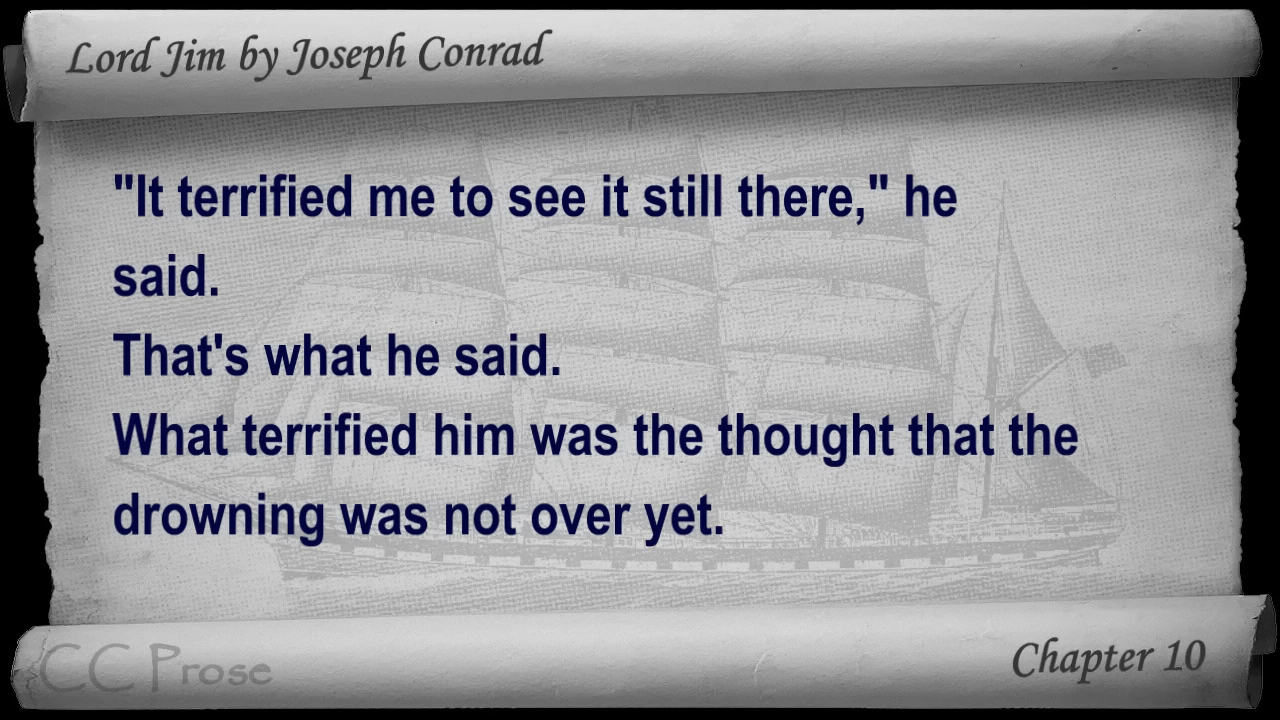 Lord Jim by Joseph Conrad
"It terrified me to see it still there," he
said.
That's what he said.
What terrified him was the thought that the
drowning was not over yet.
CC Prose
Chapter 10